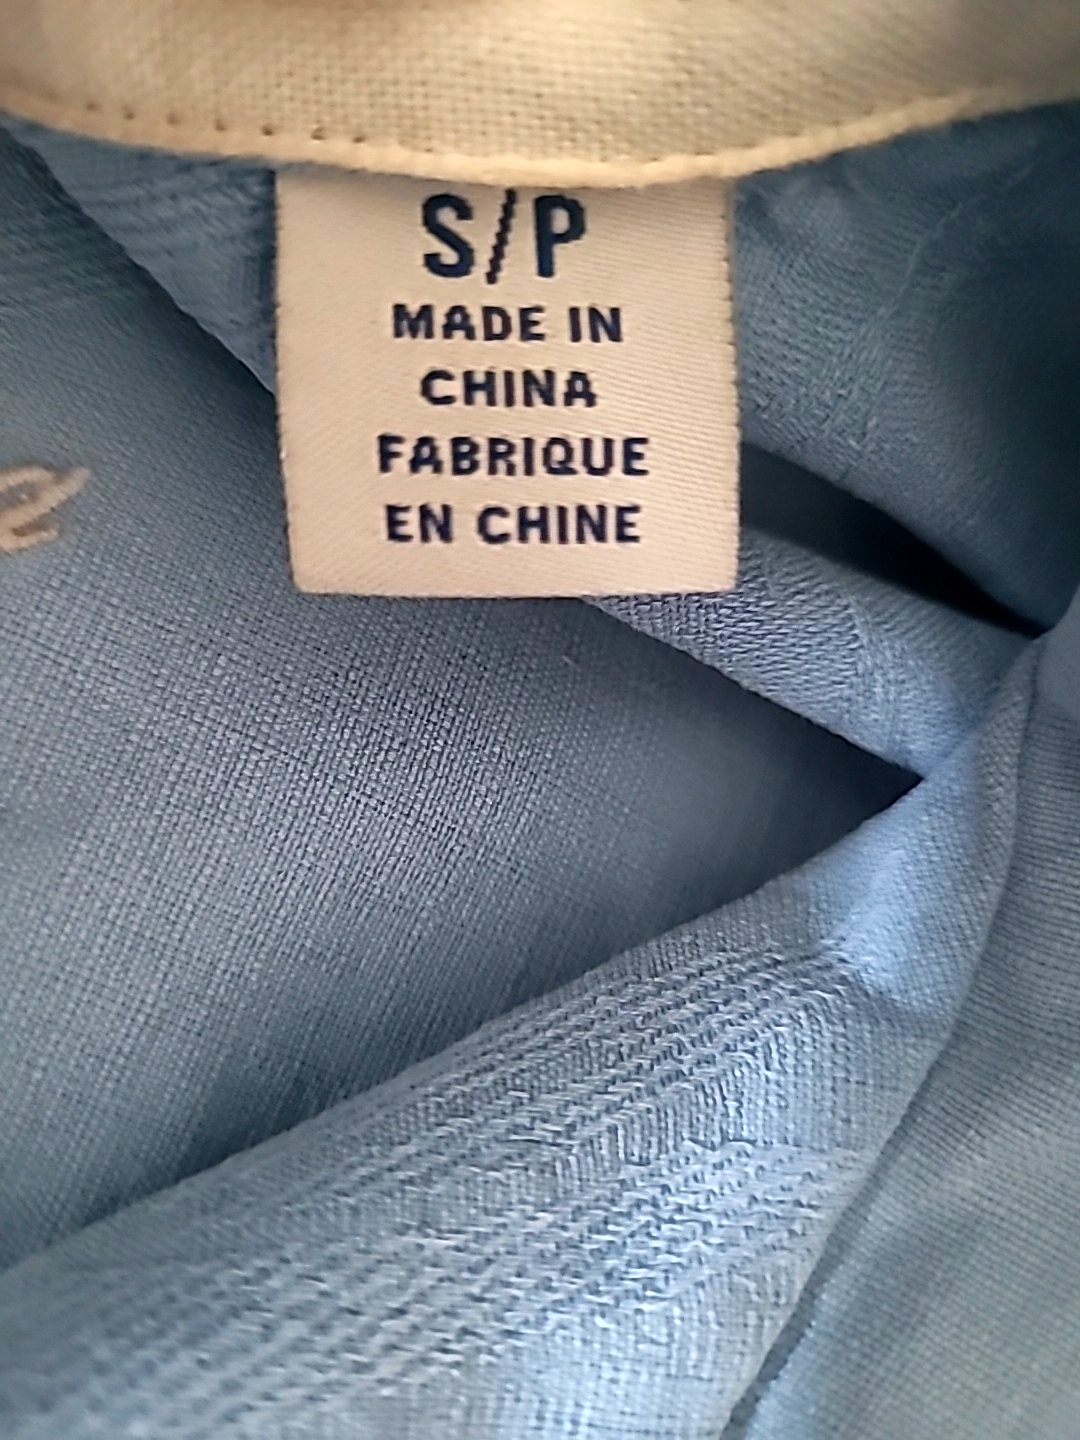 S/P
MADE IN
CHINA
FABRIQUE
EN CHINE